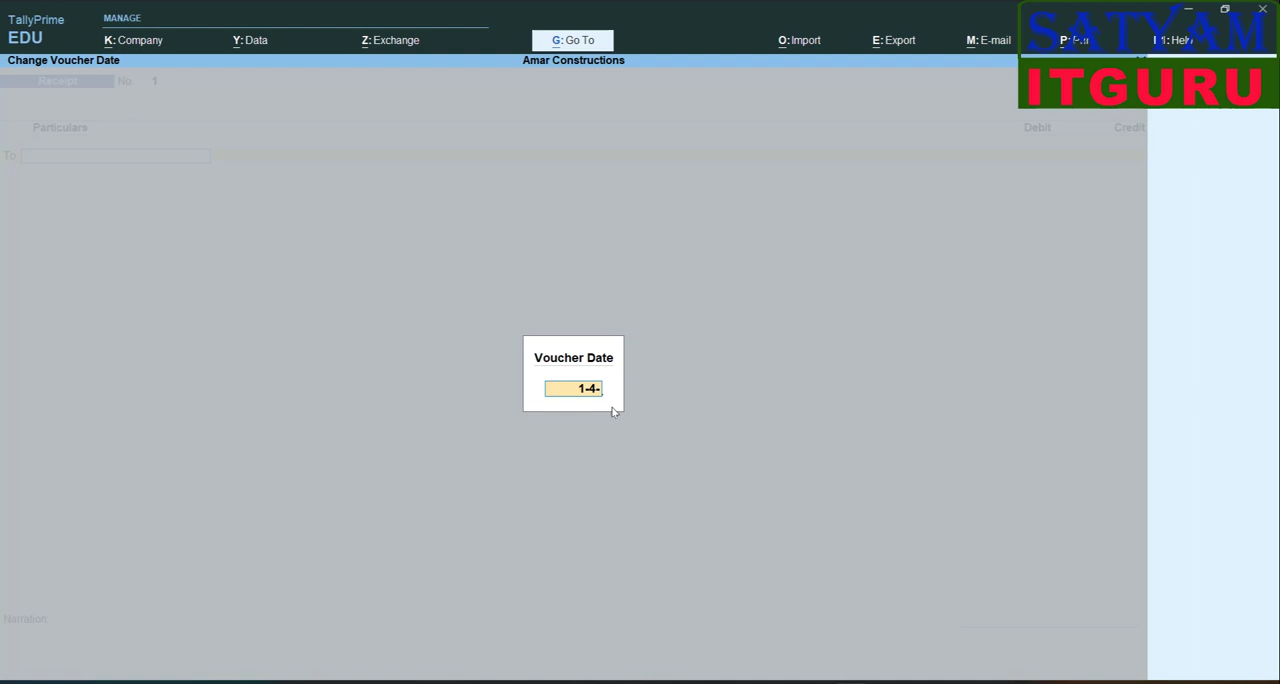 TallyPrime
EDU
MANAGE
K: Company
Y: Data
Z: Exchange
G: Go To
O: Import
E: Export
M: E-mail
SATYAM
ITGURU
Change Voucher Date
Amar Constructions
Receipt
No. 1
Particulars
Debit
Credit
To
Voucher Date
1-4-
Narration: